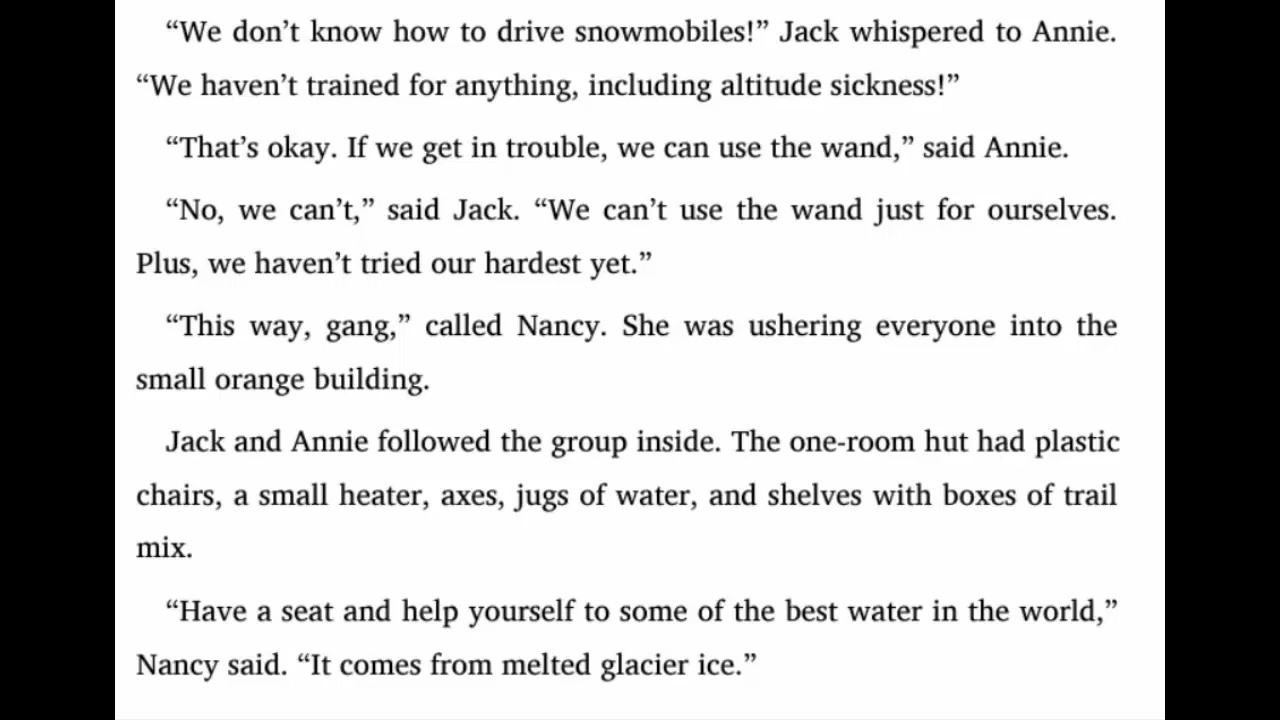 “We don’t know how to drive snowmobiles!” Jack whispered to Annie.
“We haven’t trained for anything, including altitude sickness!”
“That’s okay. If we get in trouble, we can use the wand,” said Annie.
“No, we can’t,” said Jack. “We can’t use the wand just for ourselves.
Plus, we haven’t tried our hardest yet.”
“This way, gang,” called Nancy. She was ushering everyone into the
small orange building.
Jack and Annie followed the group inside. The one-room hut had plastic
chairs, a small heater, axes, jugs of water, and shelves with boxes of trail
mix.
“Have a seat and help yourself to some of the best water in the world,”
Nancy said. “It comes from melted glacier ice.”